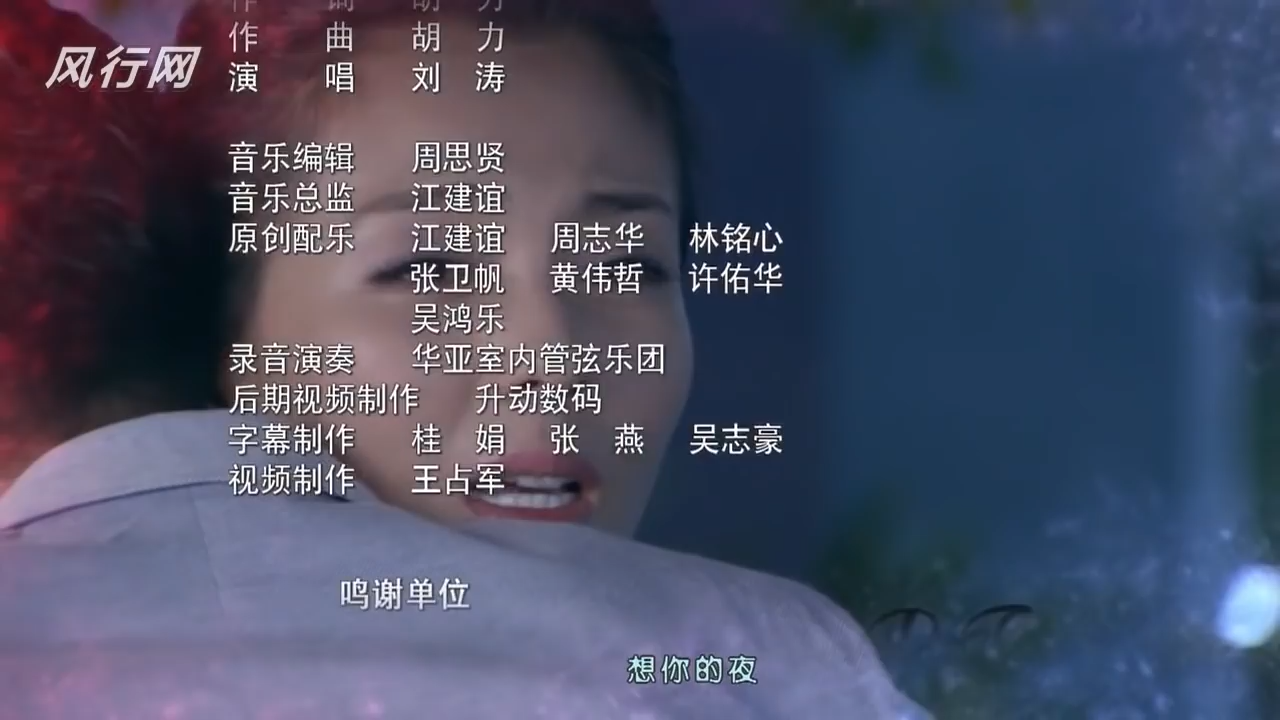 作 曲 胡 力
风行网
演 唱 刘 涛
音乐编辑 周思贤
音乐总监 江建谊
原创配乐 江建谊 周志华 林铭心
张卫帆 黄伟哲 许佑华
吴鸿乐
录音演奏 华亚室内管弦乐团
后期视频制作 升动数码
字幕制作 桂 娟 张 燕 吴志豪
视频制作 王占军
鸣谢单位
想你的夜